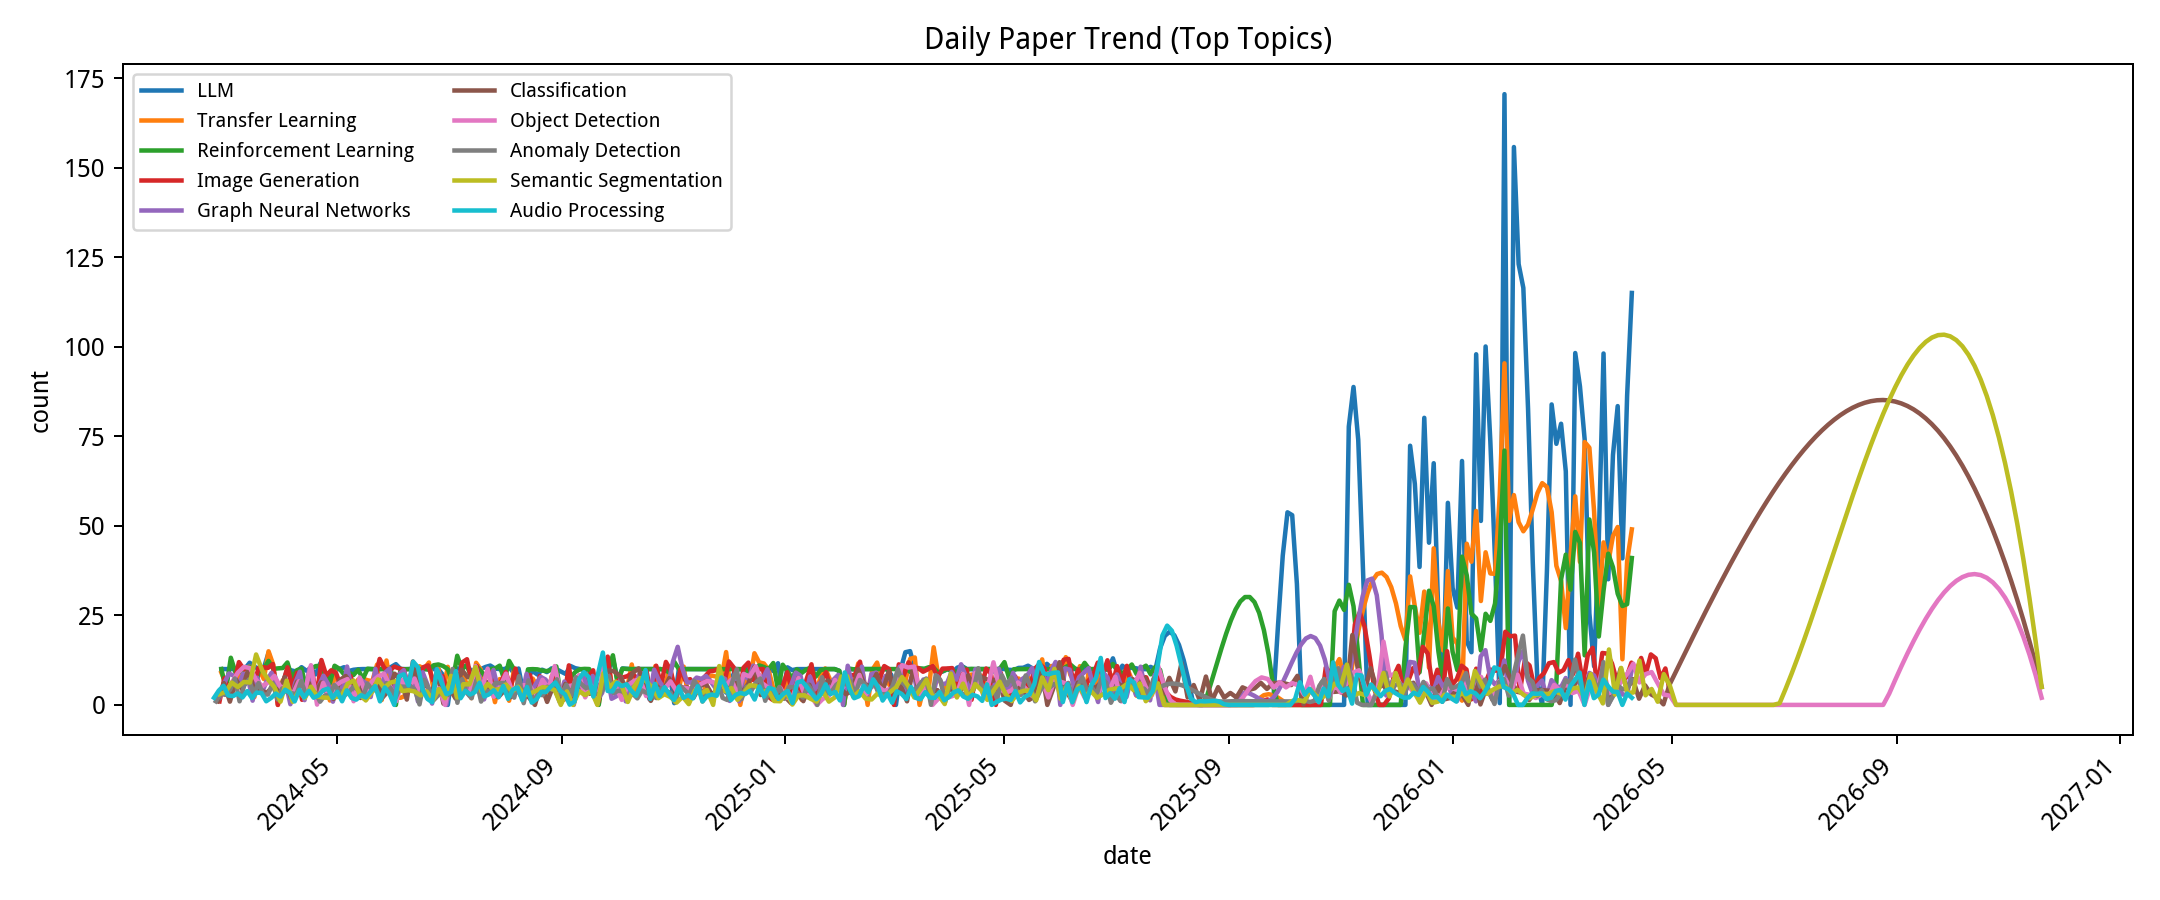 Daily Paper Trend (Top Topics)
175
150
125
100
75
50
25
0
count
LLM
Transfer Learning
Reinforcement Learning
Image Generation
Graph Neural Networks
Classification
Object Detection
Anomaly Detection
Semantic Segmentation
Audio Processing
2024-05
2024-09
2025-01
2025-05
2025-09
2026-01
2026-05
2026-09
2027-01
date